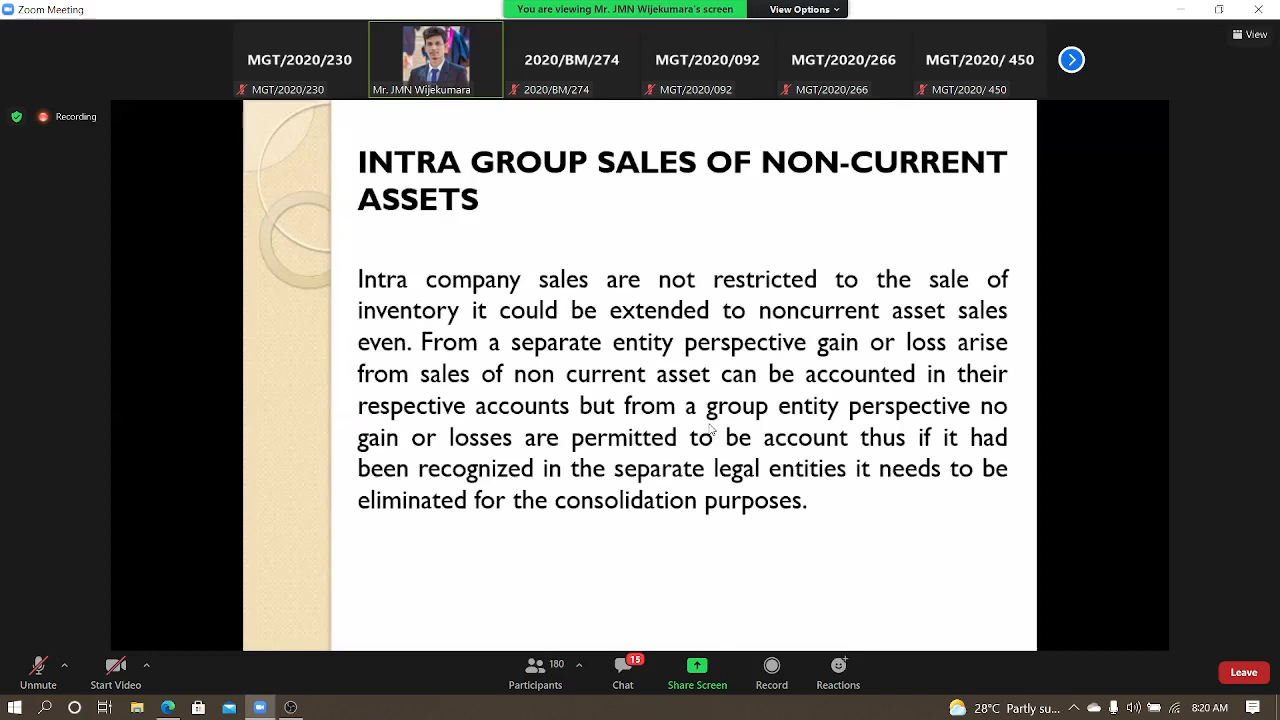 Zoom Meeting
You are viewing Mr. JMN Wijekumara's screen
View Options
View
MGT/2020/230
2020/BM/274
MGT/2020/092
MGT/2020/266
MGT/2020/ 450
MGT/2020/230
Mr. JMN Wijekumara
2020/BM/274
MGT/2020/092
MGT/2020/266
MGT/2020/ 450
Recording
INTRA GROUP SALES OF NON-CURRENT
ASSETS
Intra company sales are not restricted to the sale of
inventory it could be extended to noncurrent asset sales
even. From a separate entity perspective gain or loss arise
from sales of non current asset can be accounted in their
respective accounts but from a group entity perspective no
gain or losses are permitted to be account thus if it had
been recognized in the separate legal entities it needs to be
eliminated for the consolidation purposes.
Unmute
Start Video
180
Participants
15
Chat
Share Screen
Record
Reactions
Leave
28°C Partly su...
8:20 AM